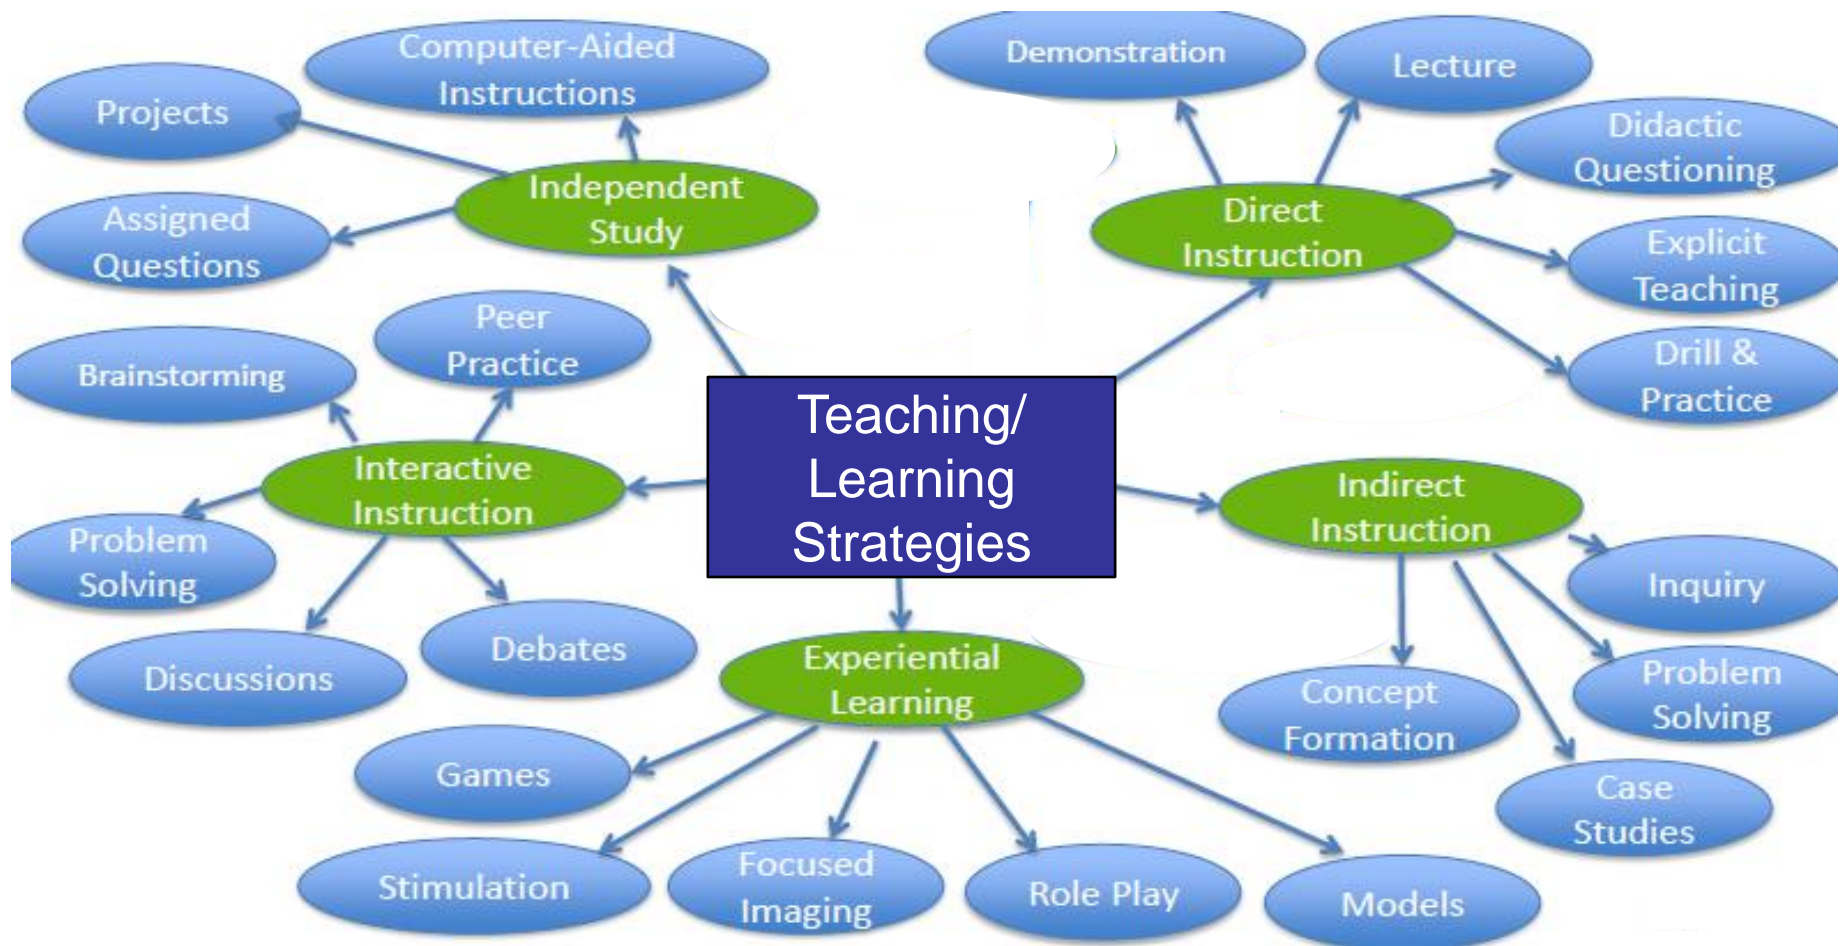 Computer-Aided
Instructions
Projects
Independent
Study
Assigned
Questions
Demonstration
Lecture
Didactic
Questioning
Direct
Instruction
Explicit
Teaching
Drill &
Practice
Peer
Practice
Brainstorming
Interactive
Instruction
Problem
Solving
Discussions
Debates
Teaching/
Learning
Strategies
Indirect
Instruction
Inquiry
Problem
Solving
Concept
Formation
Case
Studies
Experiential
Learning
Games
Stimulation
Focused
Imaging
Role Play
Models